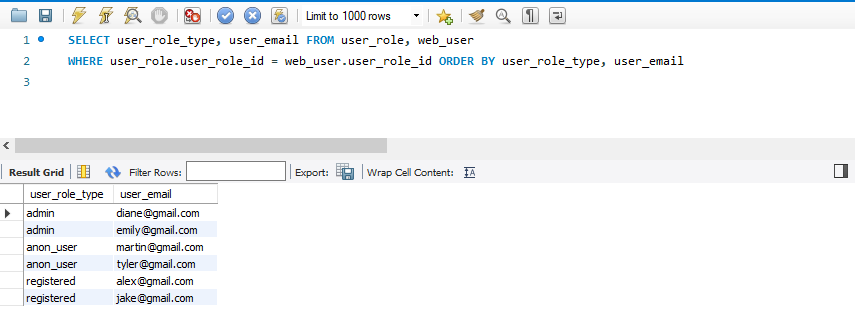 Limit to 1000 rows
1 SELECT user_role_type, user_email FROM user_role, web_user
2 WHERE user_role.user_role_id = web_user.user_role_id ORDER BY user_role_type, user_email
3
Result Grid Filter Rows: Export: Wrap Cell Content:
user_role_type user_email
admin diane@gmail.com
admin emily@gmail.com
anon_user martin@gmail.com
anon_user tyler@gmail.com
registered alex@gmail.com
registered jake@gmail.com